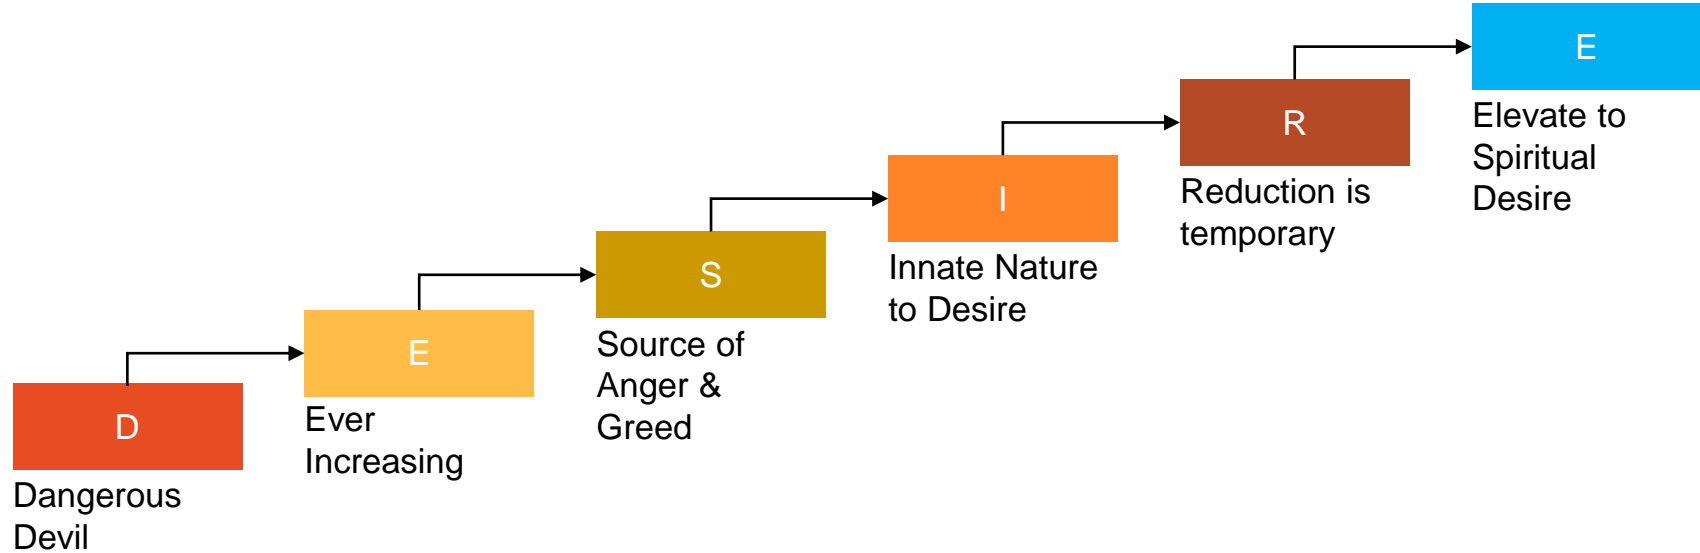 D
Dangerous
Devil
E
Ever
Increasing
S
Source of
Anger &
Greed
I
Innate Nature
to Desire
R
Reduction is
temporary
E
Elevate to
Spiritual
Desire